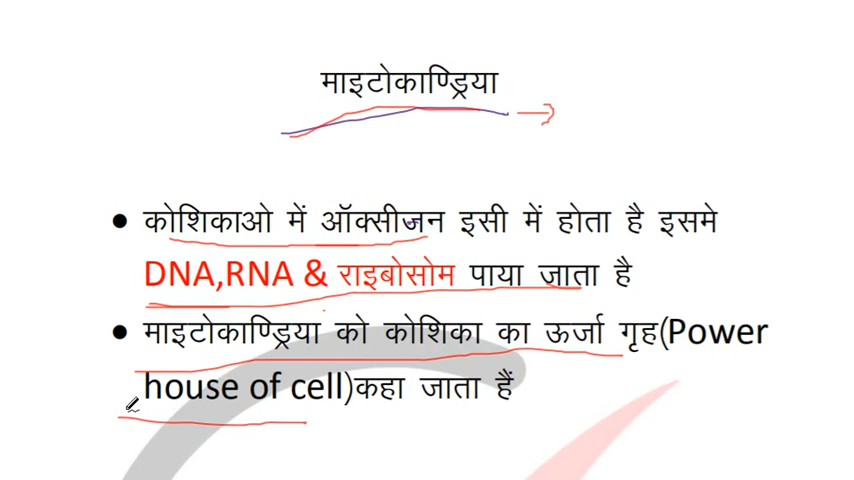 माइटोकाण्ड्रिया
• कोशिकाओ में ऑक्सीजन इसी में होता है इसमे
DNA,RNA & राइबोसोम पाया जाता है
• माइटोकाण्ड्रिया को कोशिका का ऊर्जा गृह(Power
house of cell)कहा जाता हैं